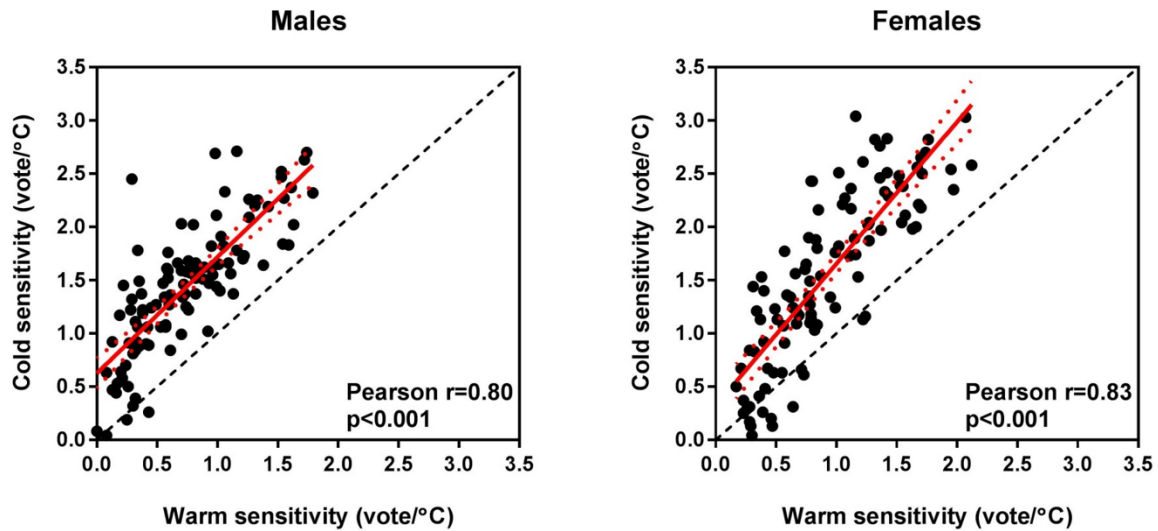 Males
Cold sensitivity (vote/°C)
3.5
3.0
2.5
2.0
1.5
1.0
0.5
0.0
Pearson r=0.80
p<0.001
0.0 0.5 1.0 1.5 2.0 2.5 3.0 3.5
Warm sensitivity (vote/°C)
Females
Cold sensitivity (vote/°C)
3.5
3.0
2.5
2.0
1.5
1.0
0.5
0.0
Pearson r=0.83
p<0.001
0.0 0.5 1.0 1.5 2.0 2.5 3.0 3.5
Warm sensitivity (vote/°C)